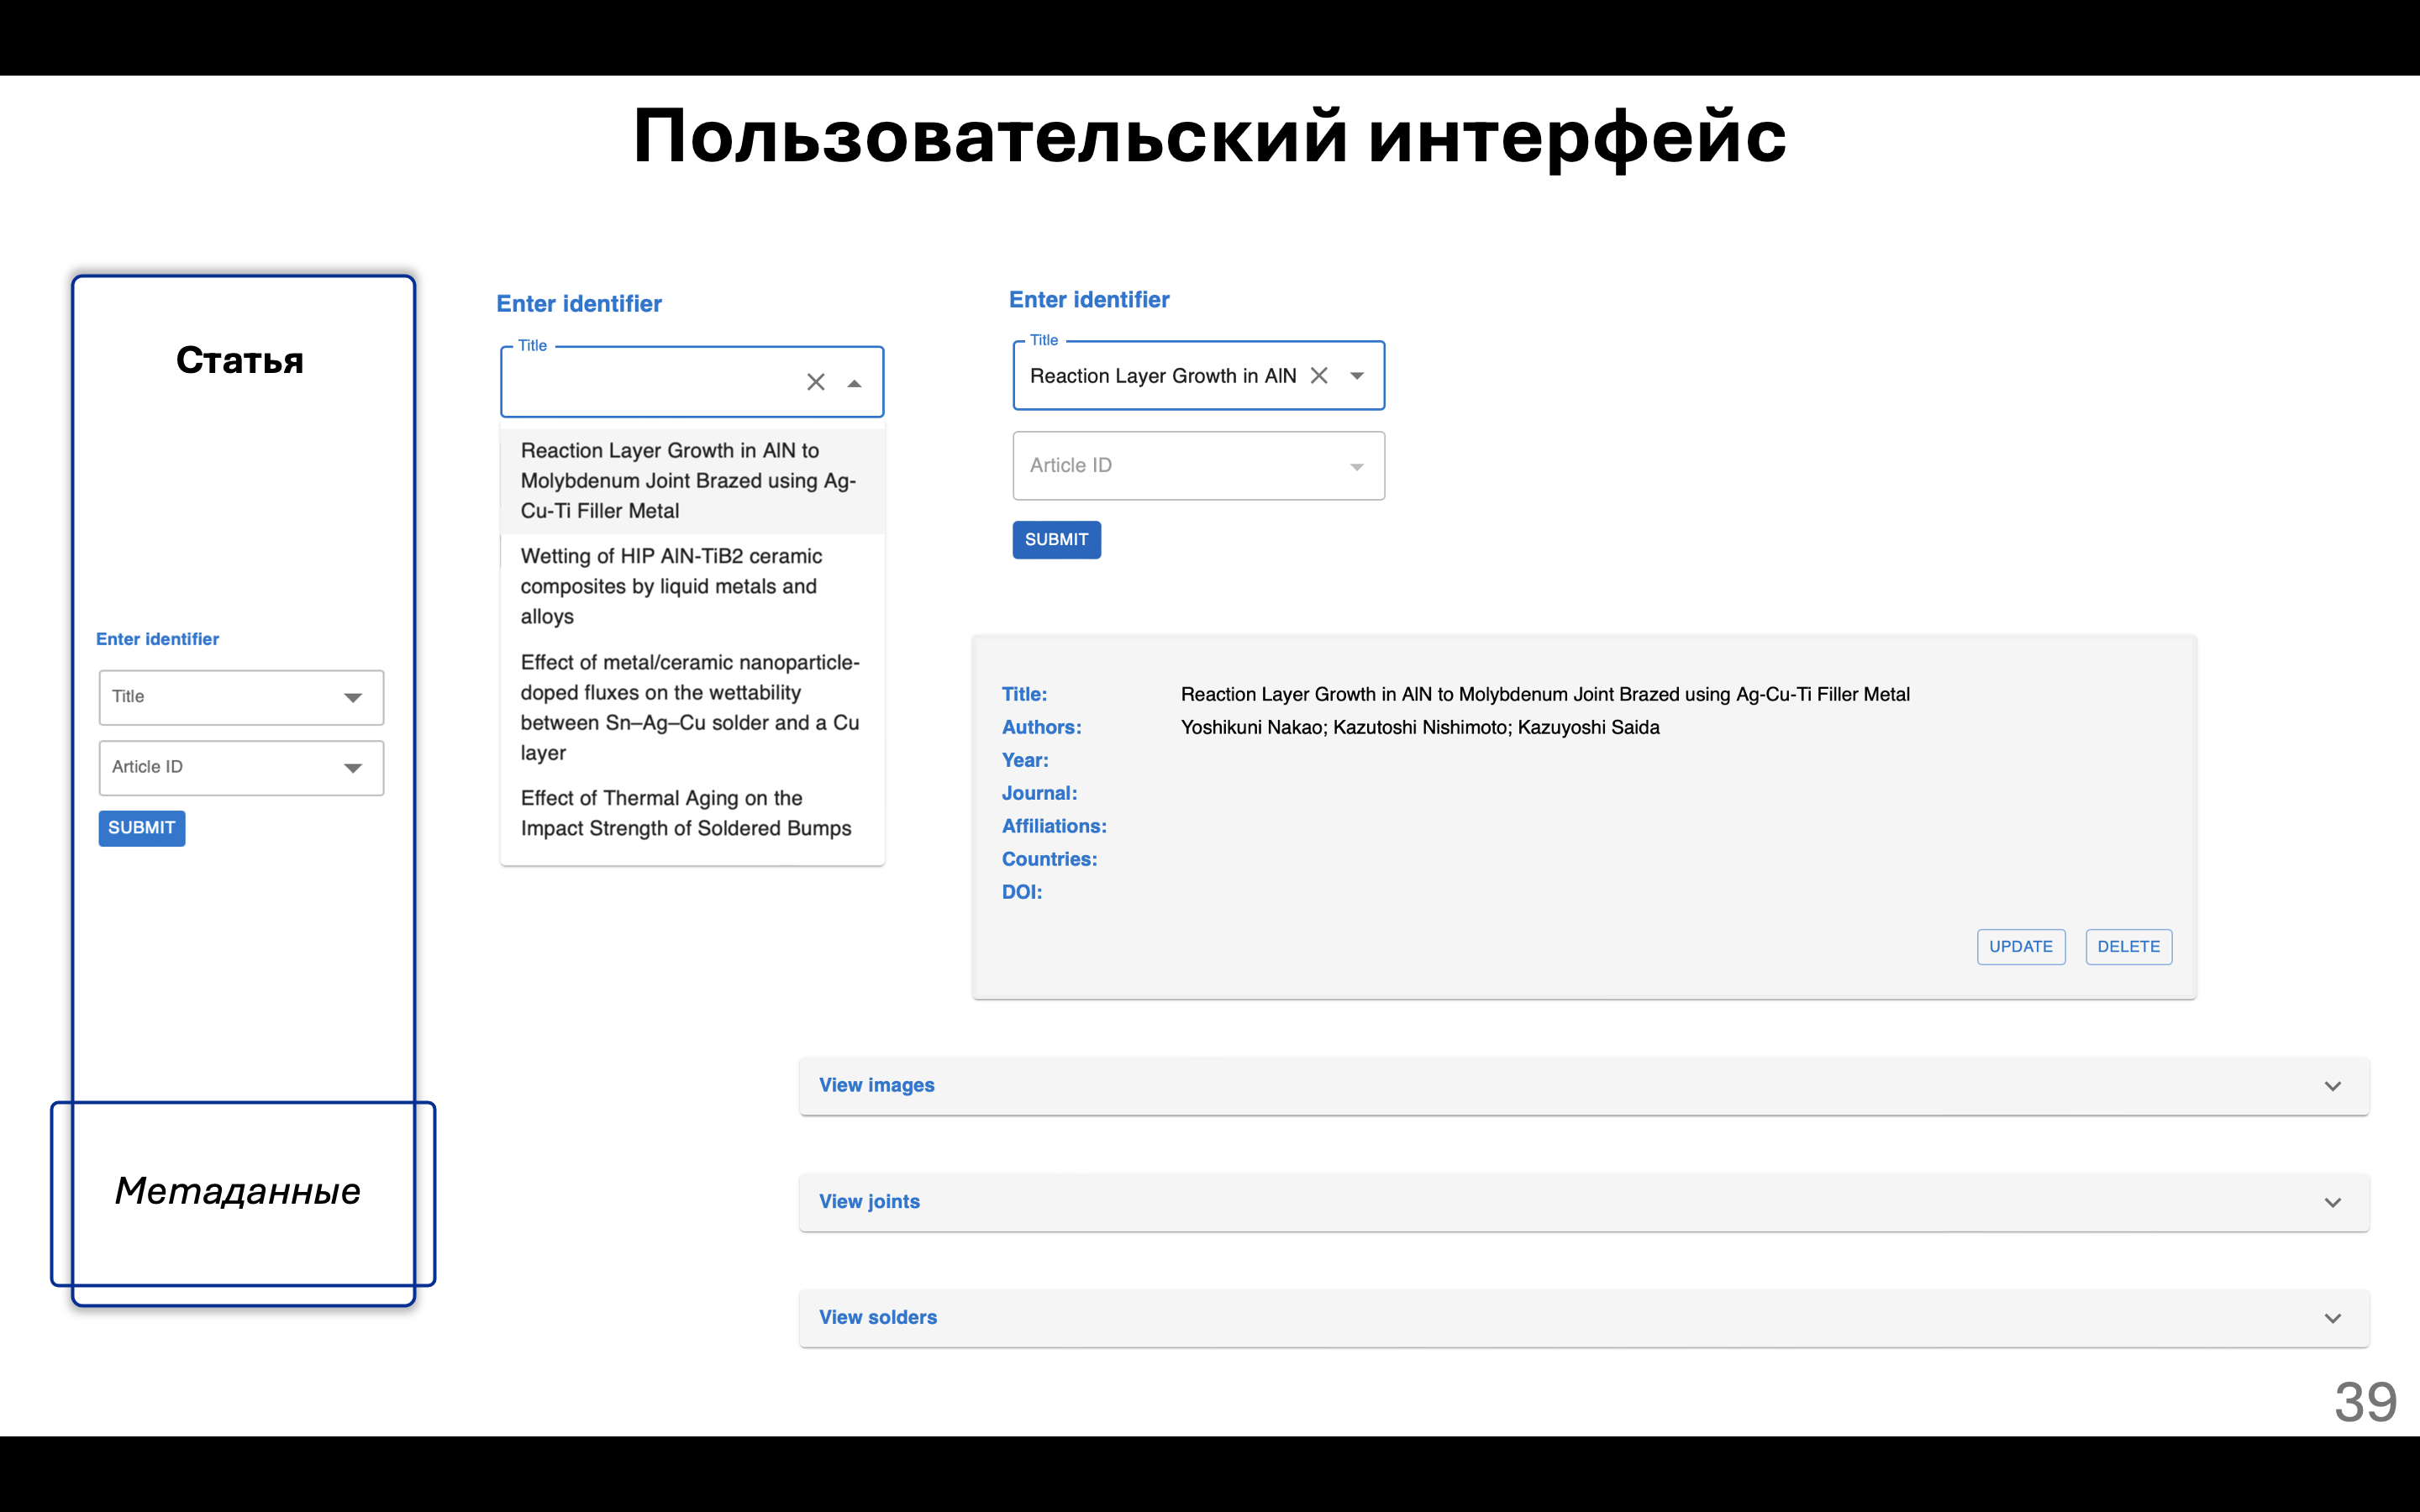 Пользовательский интерфейс
Статья
Enter identifier
Title
Article ID
SUBMIT
Метаданные
Enter identifier
Title
Reaction Layer Growth in AlN to
Molybdenum Joint Brazed using Ag-
Cu-Ti Filler Metal
Wetting of HIP AlN-TiB2 ceramic
composites by liquid metals and
alloys
Effect of metal/ceramic nanoparticle-
doped fluxes on the wettability
between Sn–Ag–Cu solder and a Cu
layer
Effect of Thermal Aging on the
Impact Strength of Soldered Bumps
Enter identifier
Title
Reaction Layer Growth in AlN
Article ID
SUBMIT
Title: Reaction Layer Growth in AlN to Molybdenum Joint Brazed using Ag-Cu-Ti Filler Metal
Authors: Yoshikuni Nakao; Kazutoshi Nishimoto; Kazuyoshi Saida
Year:
Journal:
Affiliations:
Countries:
DOI:
UPDATE DELETE
View images
View joints
View solders
39